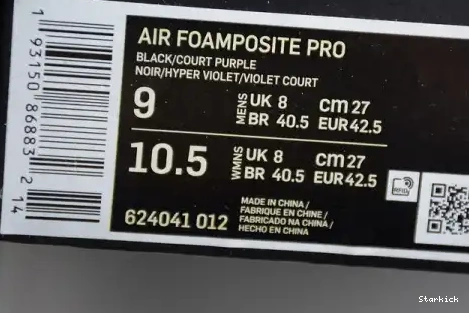 AIR FOAMPOSITE PRO
BLACK/COURT PURPLE
NOIR/HYPER VIOLET/VIOLET COURT
9 MENS UK 8 cm 27
BR 40.5 EUR 42.5
10.5 WMNS UK 8 cm 27
BR 40.5 EUR 42.5
RFID
624041 012
MADE IN CHINA /
FABRIQUE EN CHINE /
FABRICADO NA CHINA /
HECHO EN CHINA
1 93150 86883 2 14
Starkick